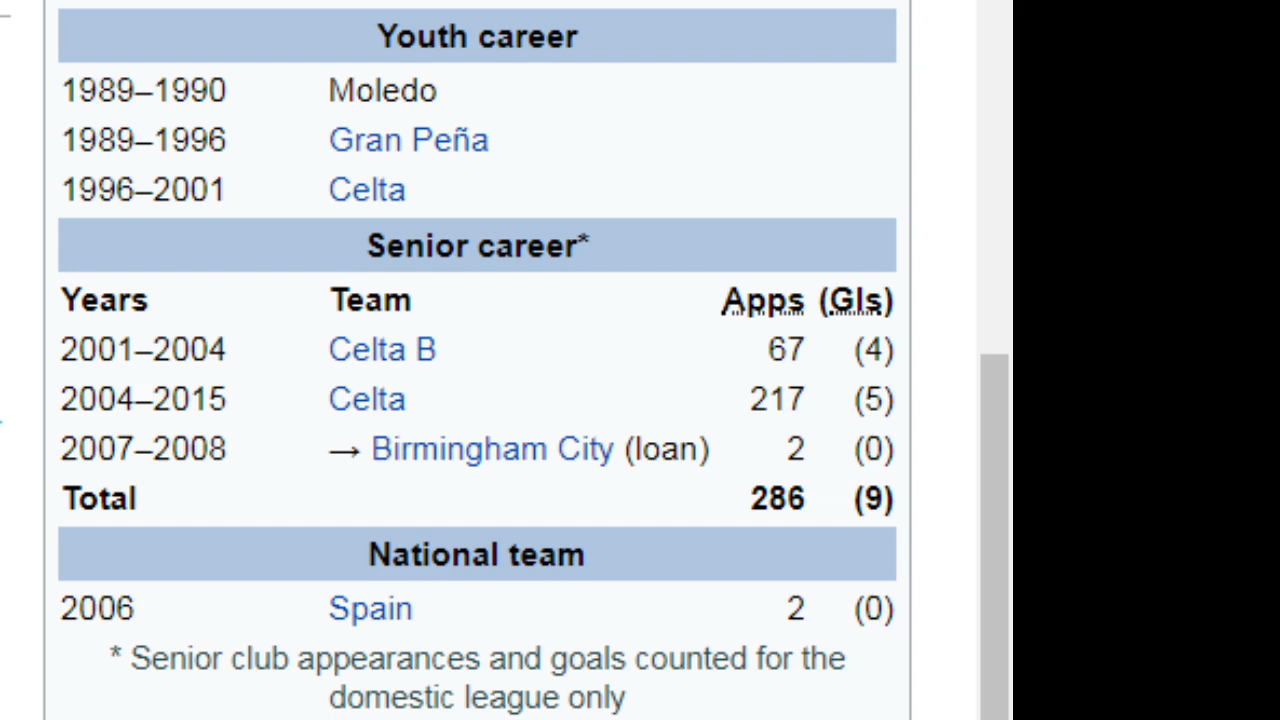 Youth career
1989–1990 Moledo
1989–1996 Gran Peña
1996–2001 Celta
Senior career*
Years Team Apps (Gls)
2001–2004 Celta B 67 (4)
2004–2015 Celta 217 (5)
2007–2008 → Birmingham City (loan) 2 (0)
Total 286 (9)
National team
2006 Spain 2 (0)
* Senior club appearances and goals counted for the
domestic league only